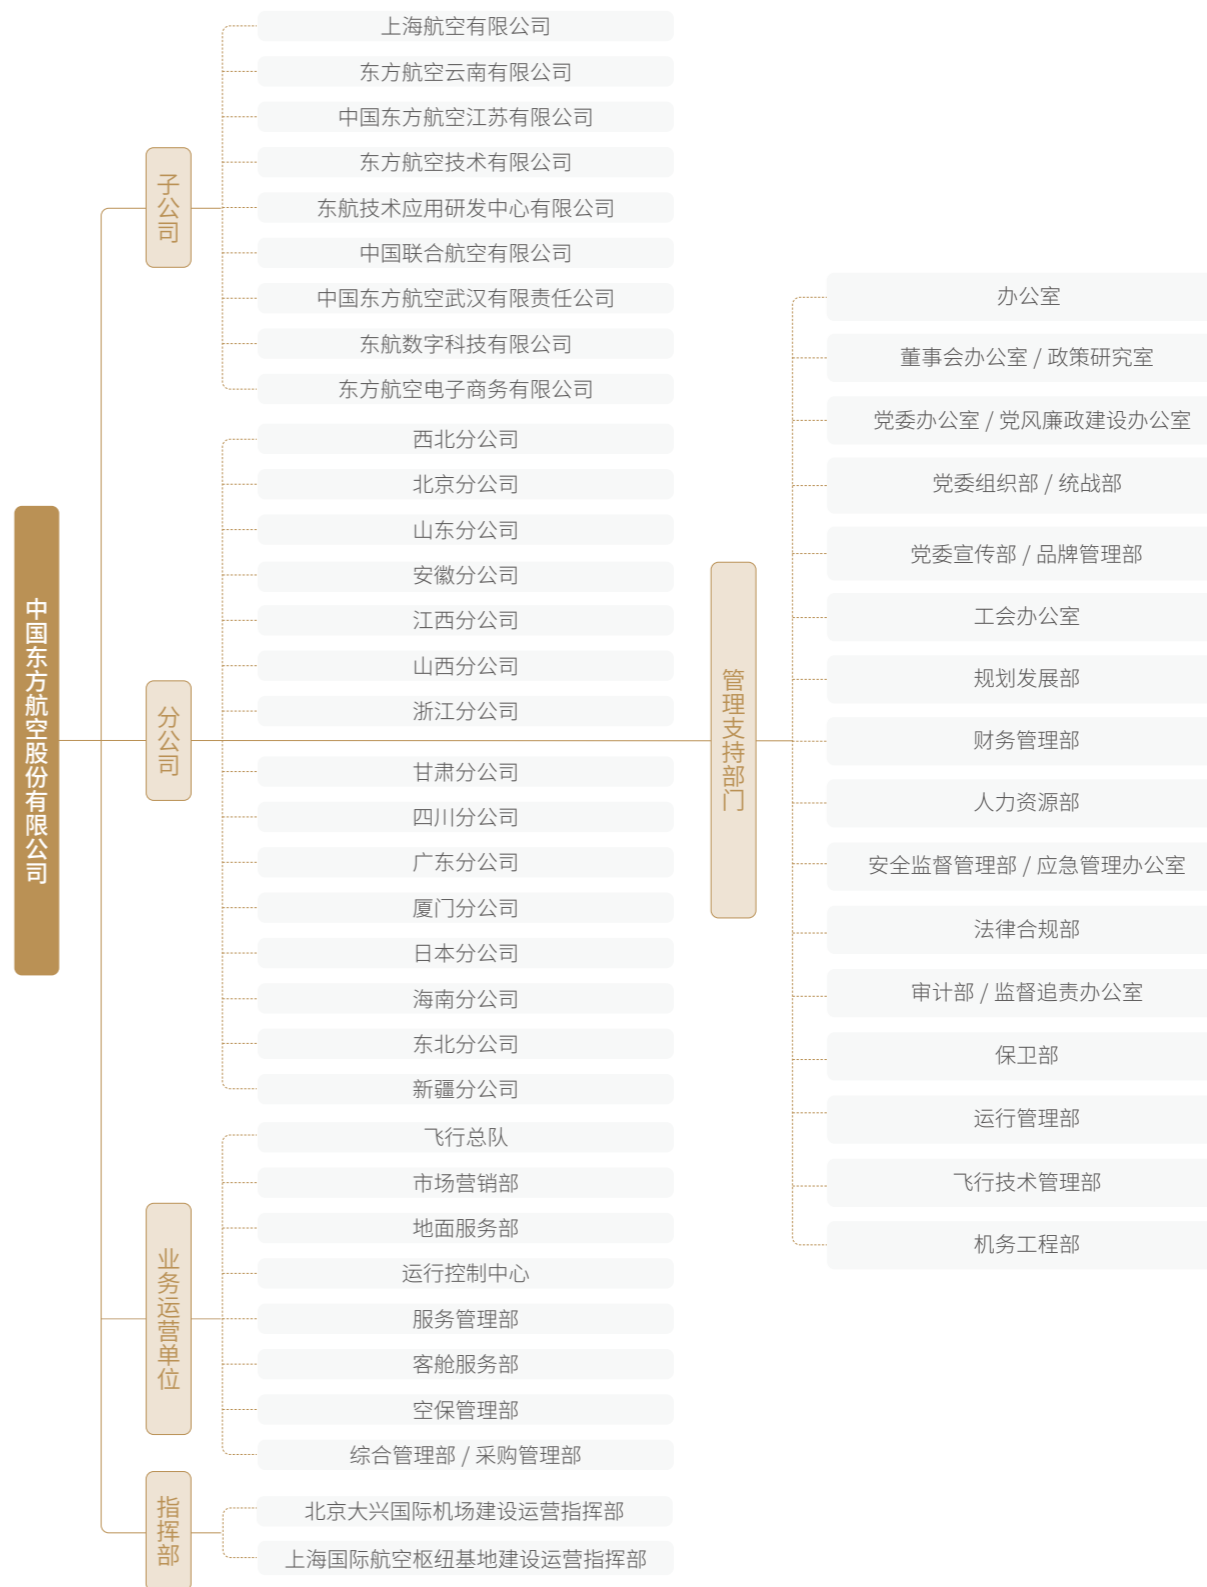 中国东方航空股份有限公司
子公司
上海航空有限公司
东方航空云南有限公司
中国东方航空江苏有限公司
东方航空技术有限公司
东航技术应用研发中心有限公司
中国联合航空有限公司
中国东方航空武汉有限责任公司
东航数字科技有限公司
东方航空电子商务有限公司
分公司
西北分公司
北京分公司
山东分公司
安徽分公司
江西分公司
山西分公司
浙江分公司
甘肃分公司
四川分公司
广东分公司
厦门分公司
日本分公司
海南分公司
东北分公司
新疆分公司
业务运营单位
飞行总队
市场营销部
地面服务部
运行控制中心
服务管理部
客舱服务部
空保管理部
综合管理部 / 采购管理部
指挥部
北京大兴国际机场建设运营指挥部
上海国际航空枢纽基地建设运营指挥部
管理支持部门
办公室
董事会办公室 / 政策研究室
党委办公室 / 党风廉政建设办公室
党委组织部 / 统战部
党委宣传部 / 品牌管理部
工会办公室
规划发展部
财务管理部
人力资源部
安全监督管理部 / 应急管理办公室
法律合规部
审计部 / 监督追责办公室
保卫部
运行管理部
飞行技术管理部
机务工程部